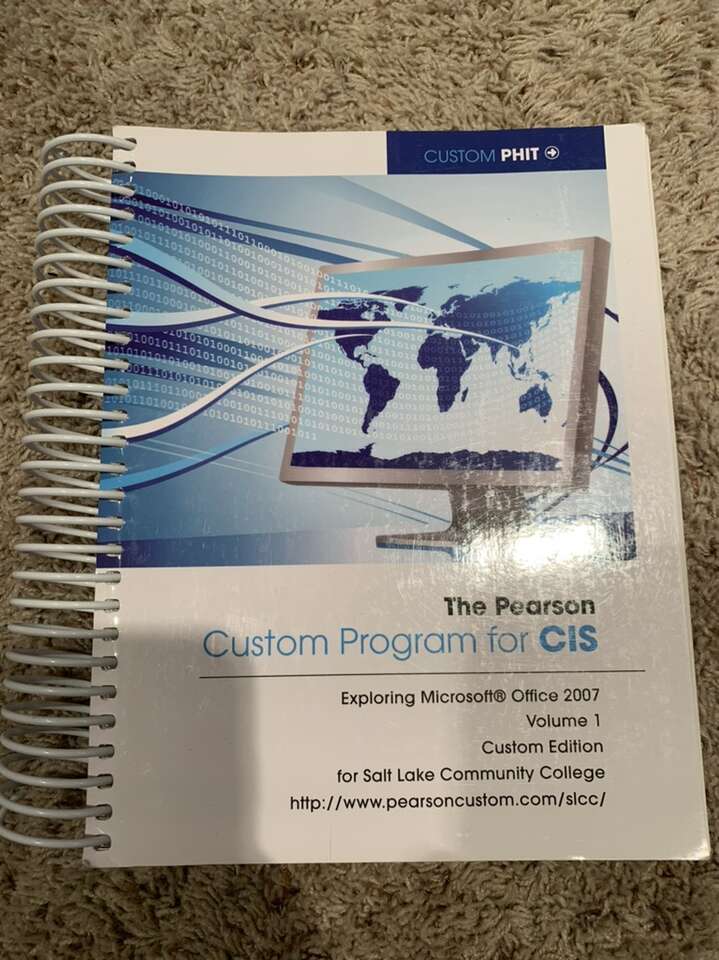 CUSTOM PHIT
The Pearson
Custom Program for CIS
Exploring Microsoft® Office 2007
Volume 1
Custom Edition
for Salt Lake Community College
http://www.pearsoncustom.com/slcc/